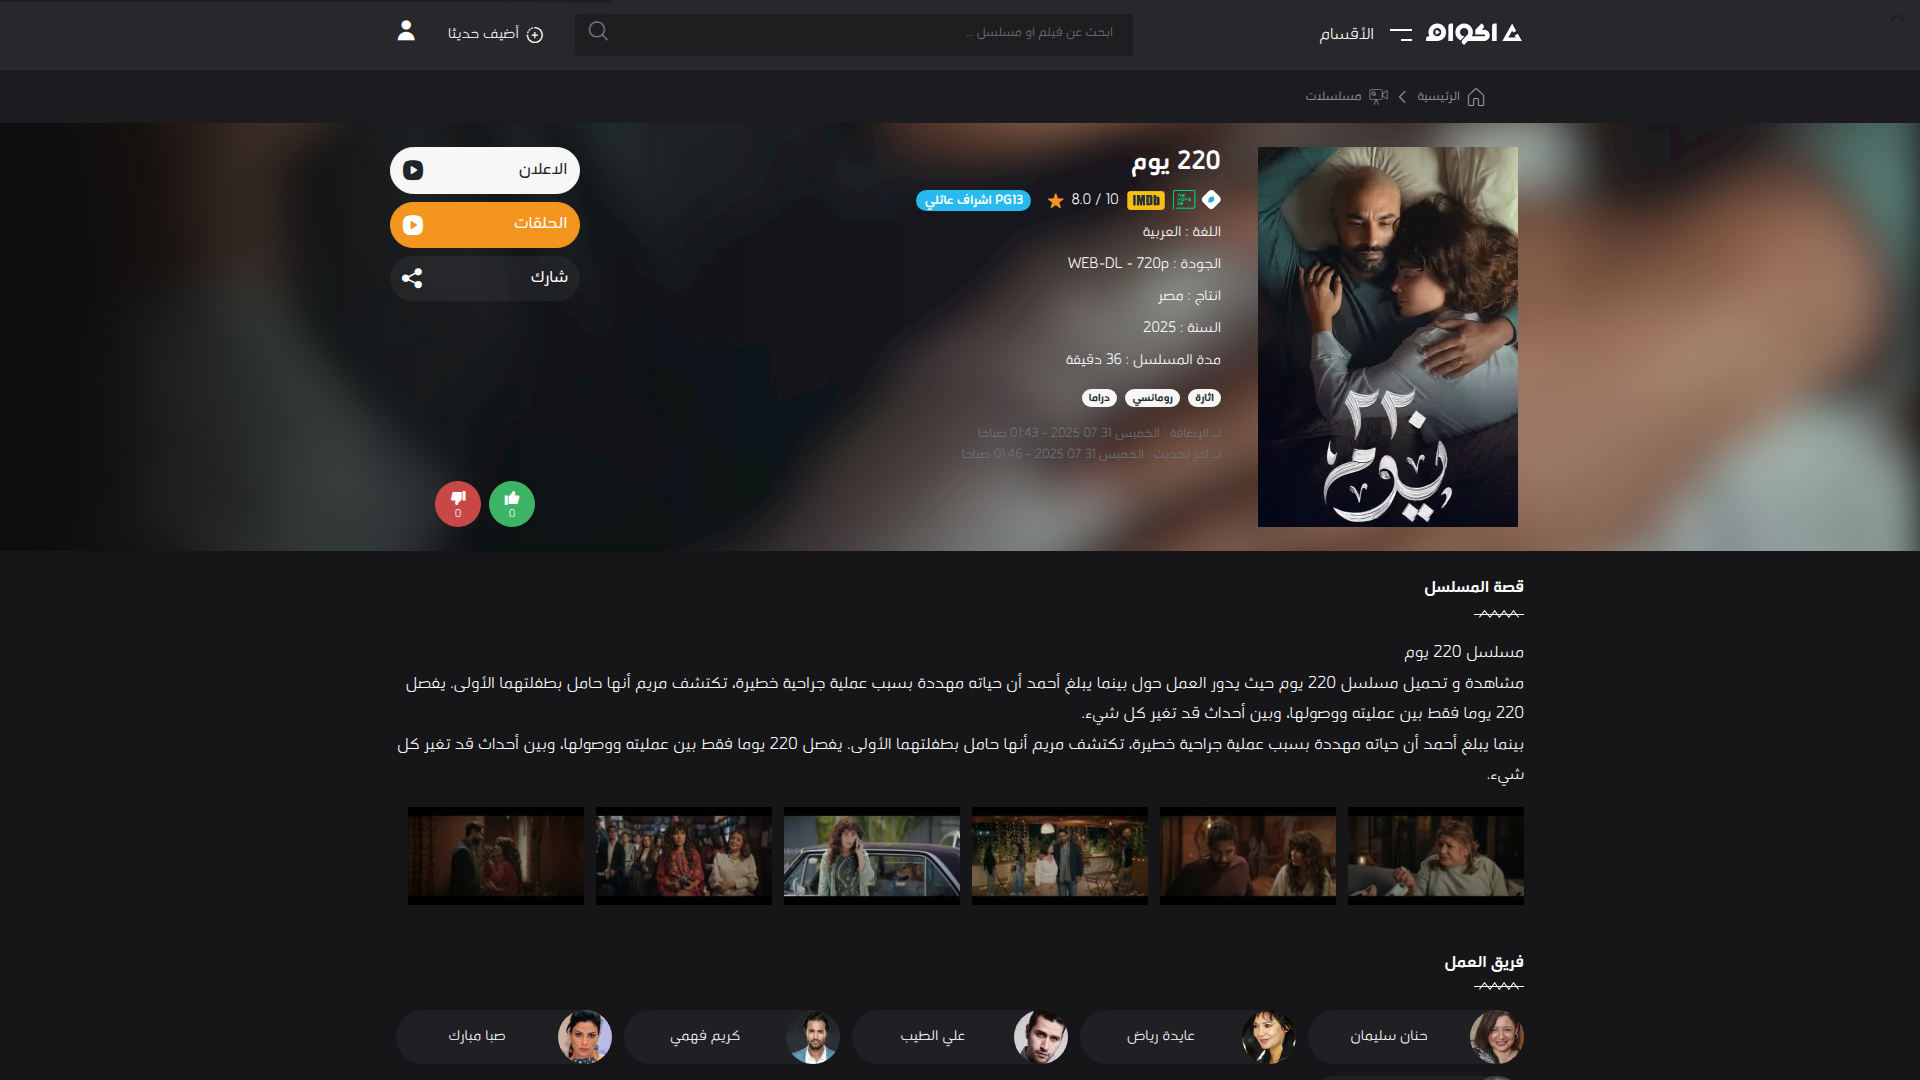 اكوام
الأقسام
ابحث عن فيلم او مسلسل ...
أضيف حديثا
الرئيسية
مسلسلات
220 يوم
IMDb
10 / 8.0
PG13 اشراف عائلي
اللغة : العربية
الجودة : WEB-DL - 720p
انتاج : مصر
السنة : 2025
مدة المسلسل : 36 دقيقة
اثارة
رومانسي
دراما
تـ الإضافة : الخميس 31 07 2025 - 01:43 صباحا
تـ اخر تحديث : الخميس 31 07 2025 - 01:46 صباحا
الاعلان
الحلقات
شارك
0
0
٢٢٠
يوم
قصة المسلسل
مسلسل 220 يوم
مشاهدة و تحميل مسلسل 220 يوم حيث يدور العمل حول بينما يبلغ أحمد أن حياته مهددة بسبب عملية جراحية خطيرة، تكتشف مريم أنها حامل بطفلتهما الأولى. يفصل
220 يوما فقط بين عمليته ووصولها، وبين أحداث قد تغير كل شيء.
بينما يبلغ أحمد أن حياته مهددة بسبب عملية جراحية خطيرة، تكتشف مريم أنها حامل بطفلتهما الأولى. يفصل 220 يوما فقط بين عمليته ووصولها، وبين أحداث قد تغير كل
شيء.
فريق العمل
حنان سليمان
عايدة رياض
علي الطيب
كريم فهمي
صبا مبارك